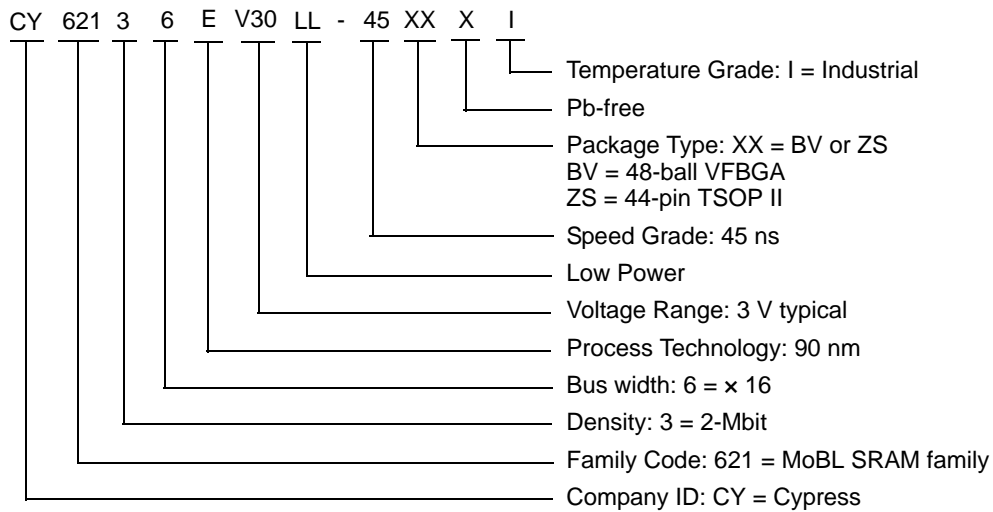 CY 621 3 6 E V30 LL - 45 XX X I
Temperature Grade: I = Industrial
Pb-free
Package Type: XX = BV or ZS
BV = 48-ball VFBGA
ZS = 44-pin TSOP II
Speed Grade: 45 ns
Low Power
Voltage Range: 3 V typical
Process Technology: 90 nm
Bus width: 6 = × 16
Density: 3 = 2-Mbit
Family Code: 621 = MoBL SRAM family
Company ID: CY = Cypress